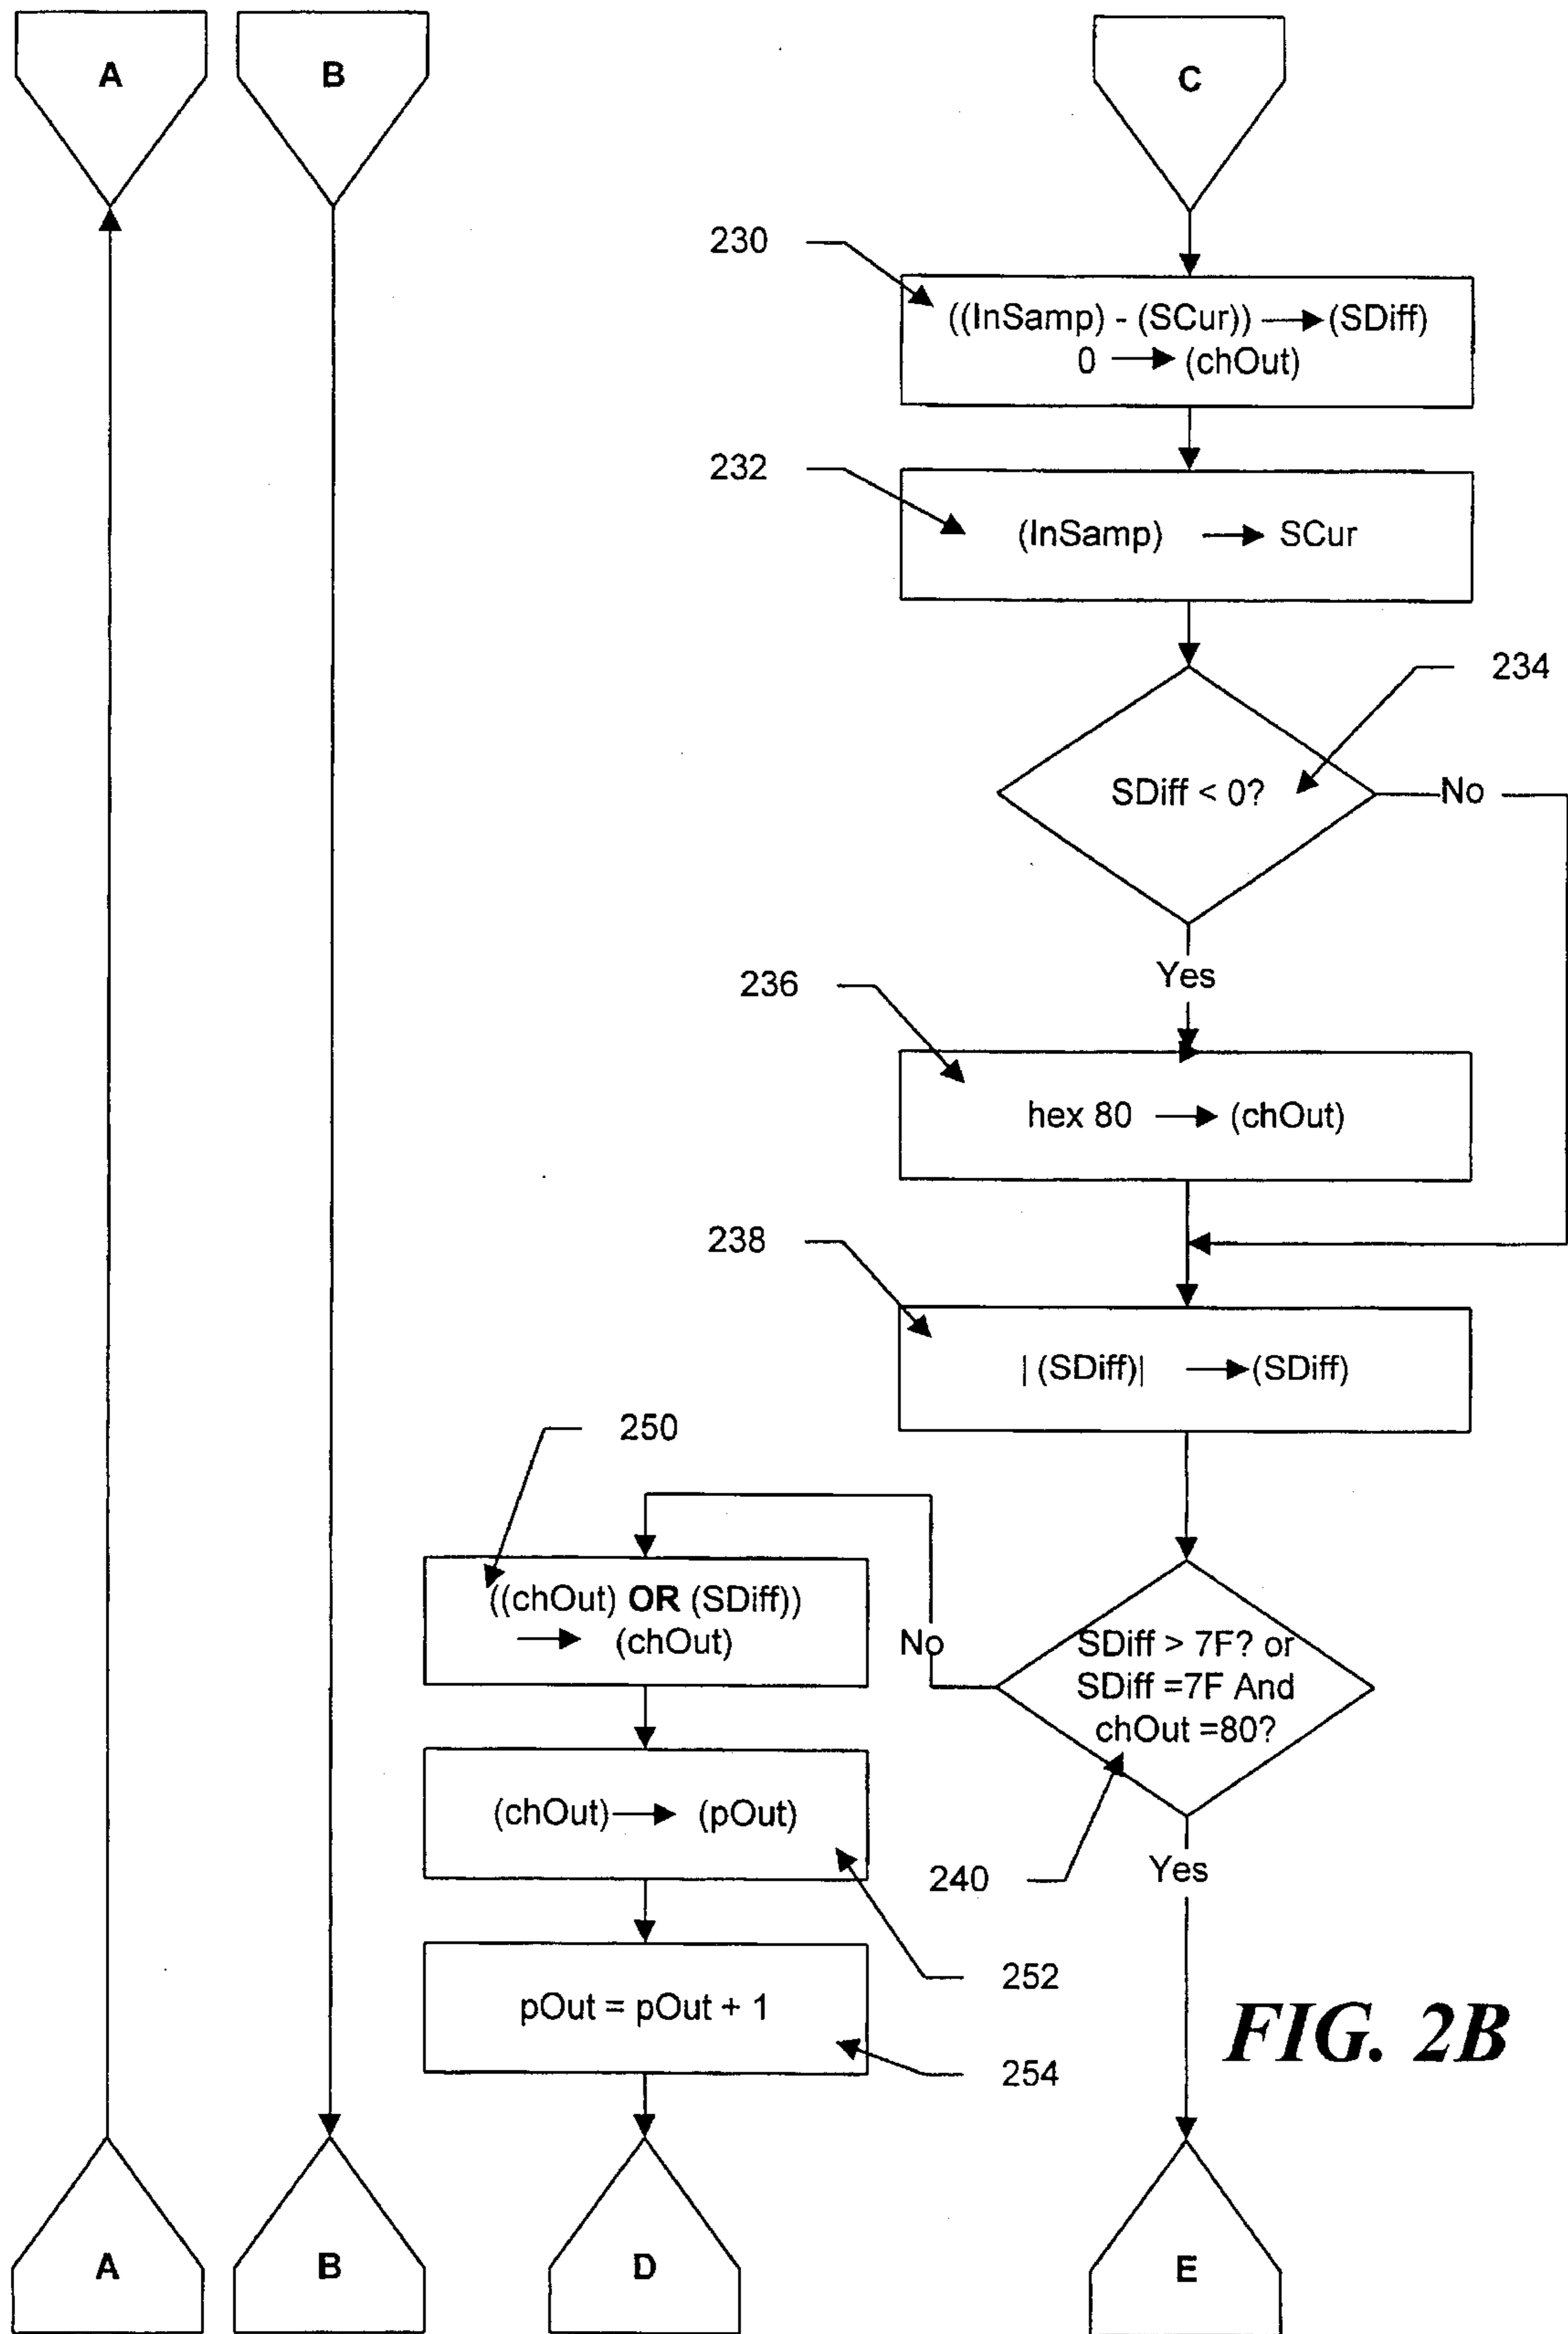 A
B
C
230
((InSamp) - (SCur)) → (SDiff)
0 → (chOut)
232
(InSamp) → SCur
234
SDiff < 0?
No
Yes
236
hex 80 → (chOut)
238
| (SDiff)| → (SDiff)
250
((chOut) OR (SDiff))
→ (chOut)
No
SDiff > 7F? or
SDiff =7F And
chOut =80?
(chOut) → (pOut)
240
Yes
252
pOut = pOut + 1
FIG. 2B
254
A
B
D
E